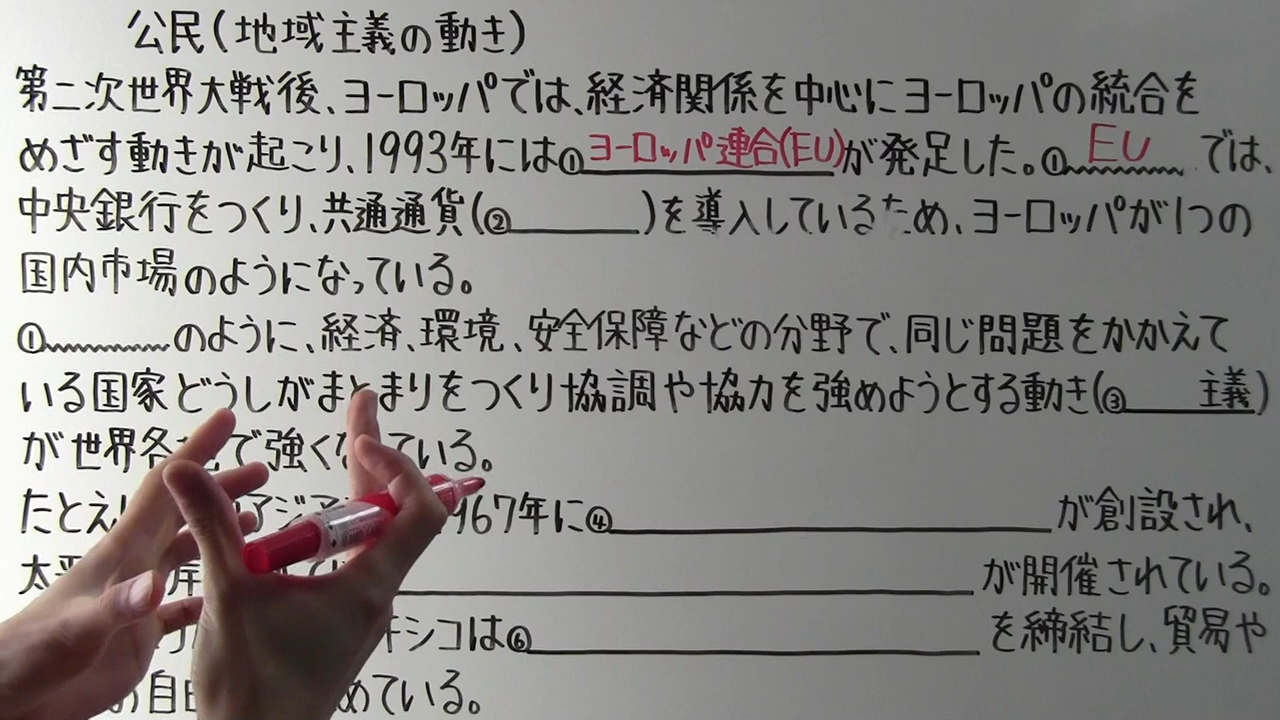 公民(地域主義の動き)
第二次世界大戦後、ヨーロッパでは、経済関係を中心にヨーロッパの統合を
めざす動きが起こり、1993年には①ヨーロッパ連合(EU)が発足した。①EUでは、
中央銀行をつくり、共通通貨(②)を導入しているため、ヨーロッパが1つの
国内市場のようになっている。
①のように、経済、環境、安全保障などの分野で、同じ問題をかかえて
いる国家どうしがまとまりをつくり協調や協力を強めようとする動き(③主義)
が世界各で強くている。
たとえアジア967年に④が創設され、
太岸が開催されている。
キシコは⑥を締結し、貿易や
の自めている。